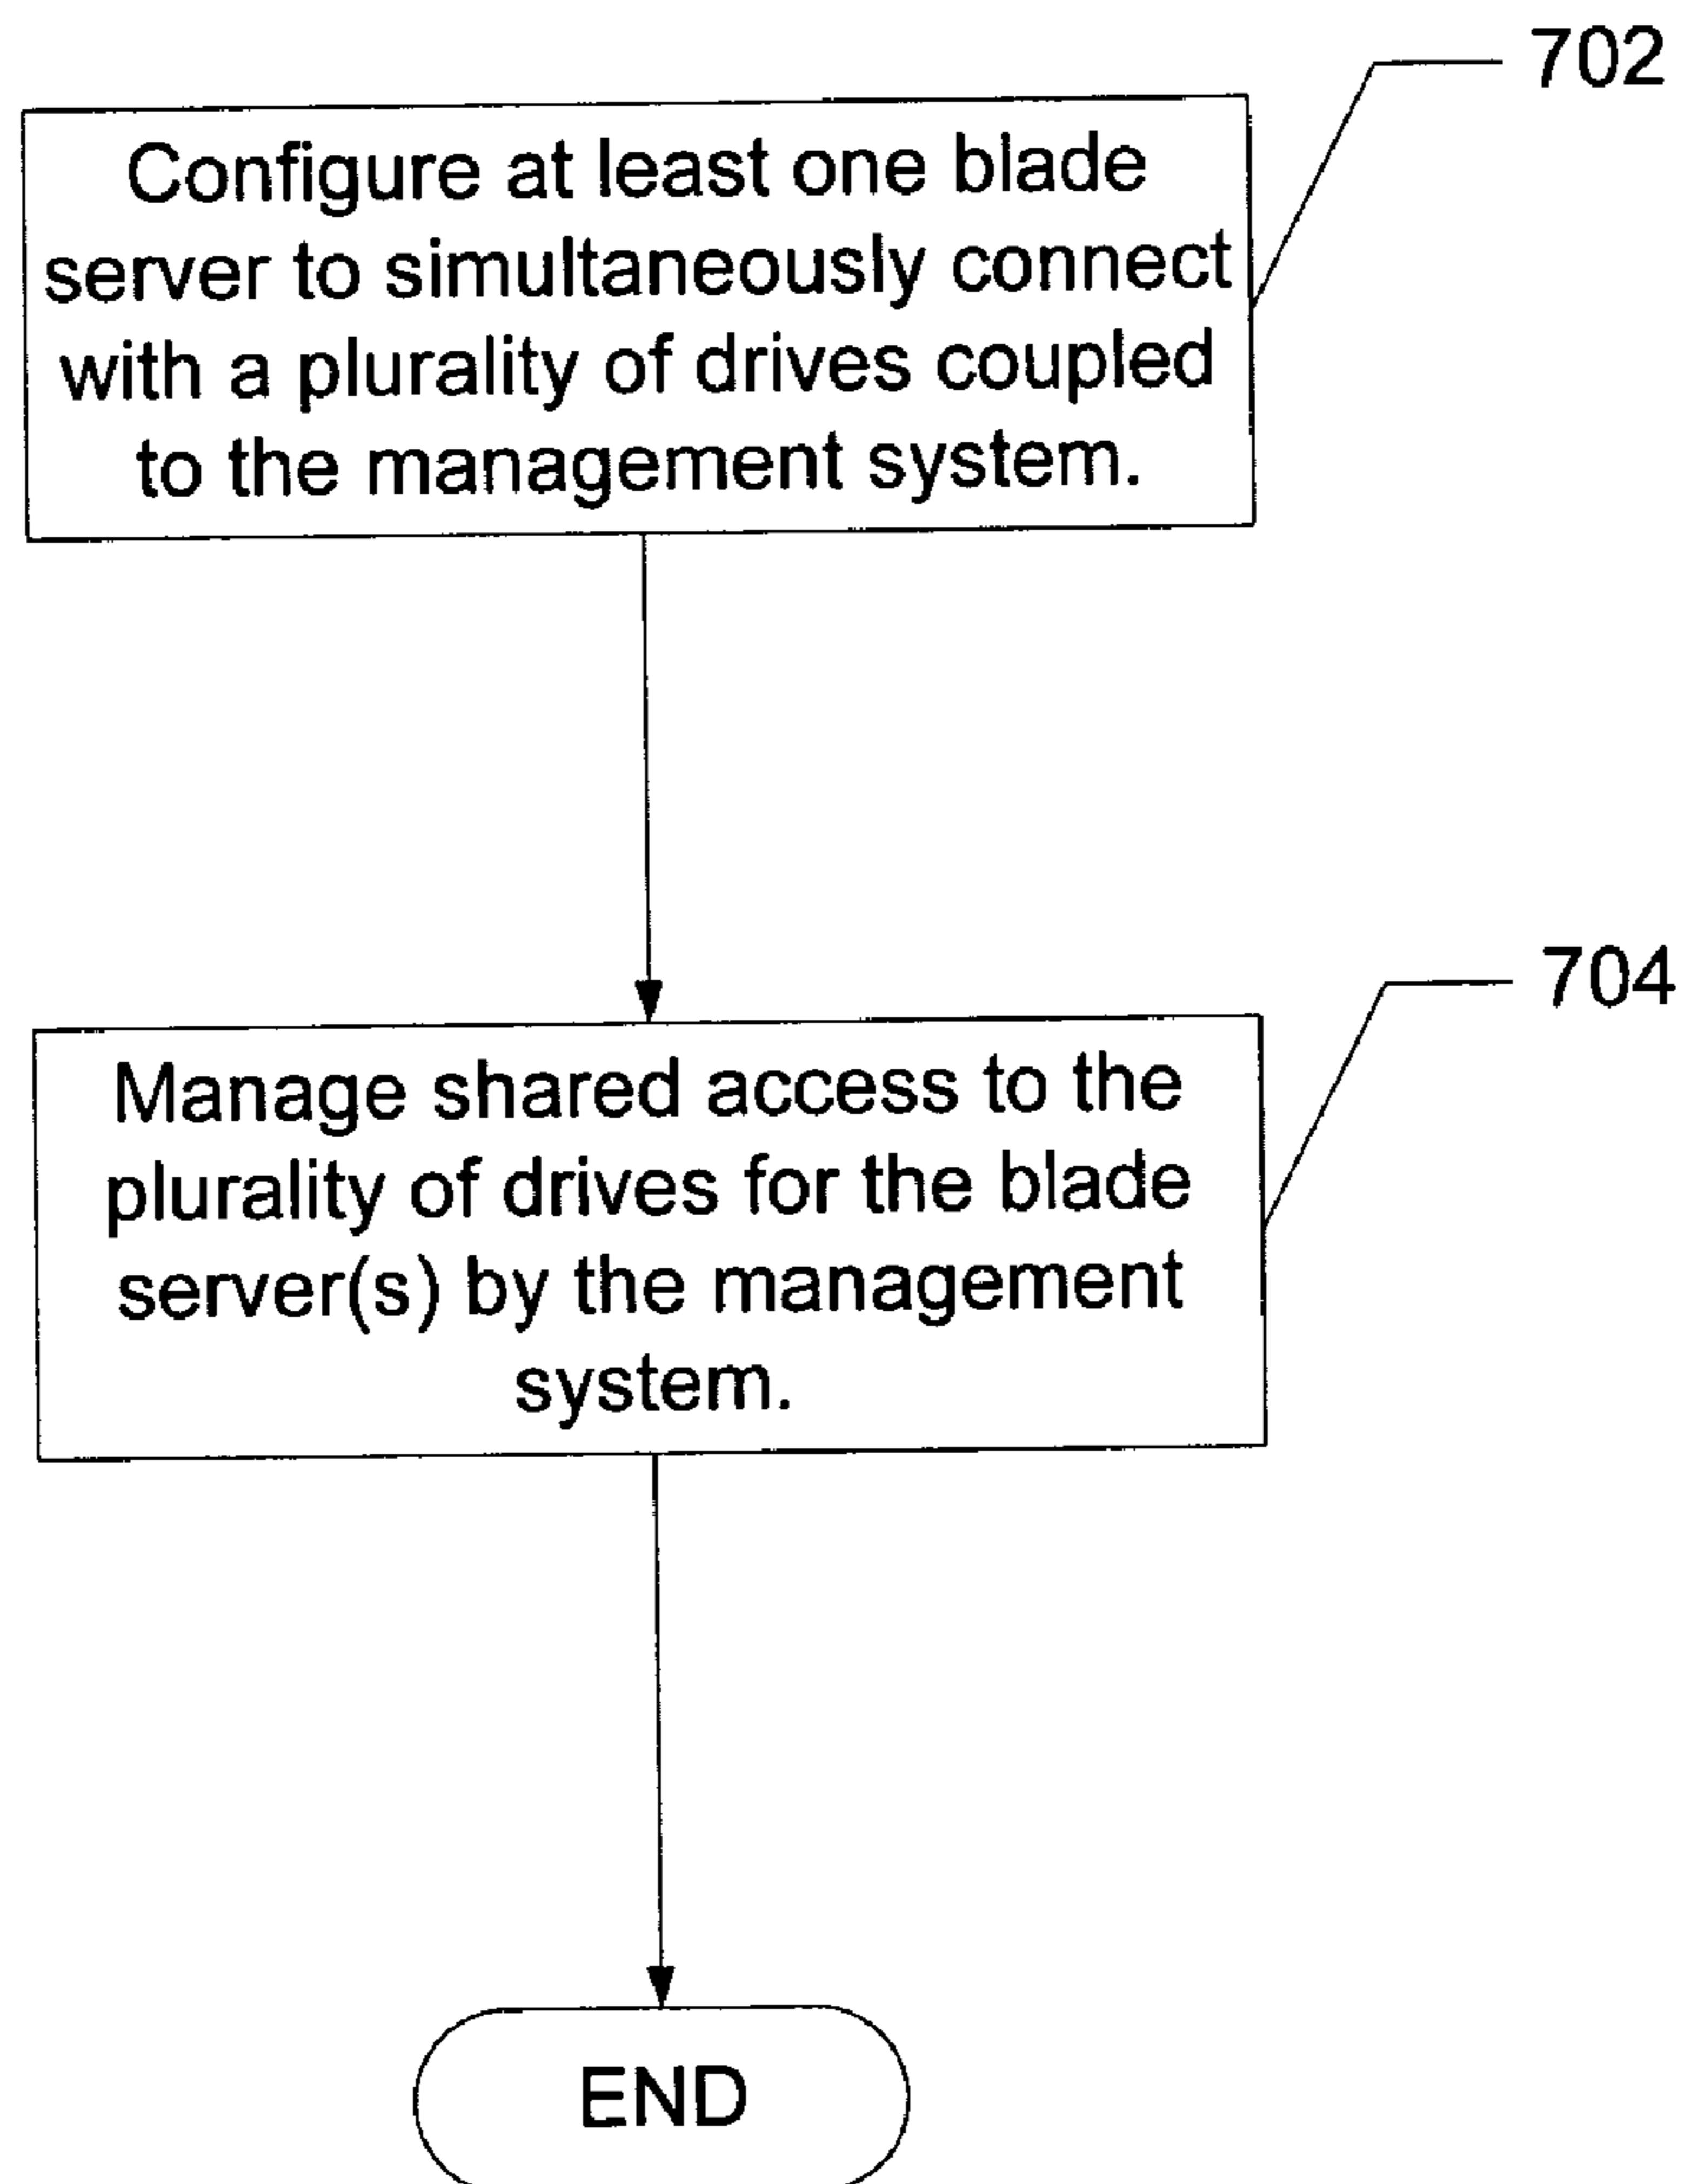 702
Configure at least one blade
server to simultaneously connect
with a plurality of drives coupled
to the management system.
704
Manage shared access to the
plurality of drives for the blade
server(s) by the management
system.
END